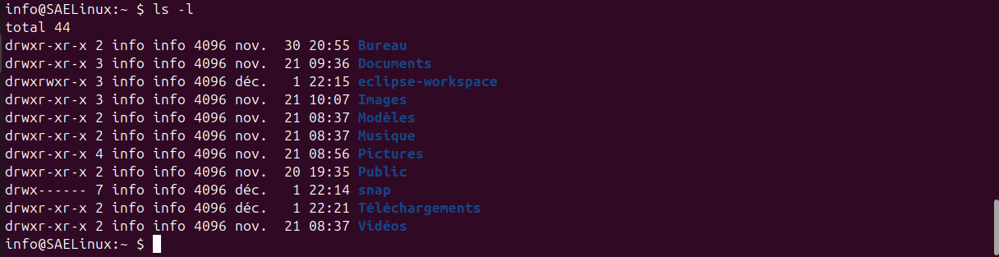 info@SAELinux:~ $ ls -l
total 44
drwxr-xr-x 2 info info 4096 nov.  30 20:55 Bureau
drwxr-xr-x 3 info info 4096 nov.  21 09:36 Documents
drwxrwxr-x 3 info info 4096 déc.   1 22:15 eclipse-workspace
drwxr-xr-x 3 info info 4096 nov.  21 10:07 Images
drwxr-xr-x 2 info info 4096 nov.  21 08:37 Modèles
drwxr-xr-x 2 info info 4096 nov.  21 08:37 Musique
drwxr-xr-x 4 info info 4096 nov.  21 08:56 Pictures
drwxr-xr-x 2 info info 4096 nov.  20 19:35 Public
drwx------ 7 info info 4096 déc.   1 22:14 snap
drwxr-xr-x 2 info info 4096 déc.   1 22:21 Téléchargements
drwxr-xr-x 2 info info 4096 nov.  21 08:37 Vidéos
info@SAELinux:~ $